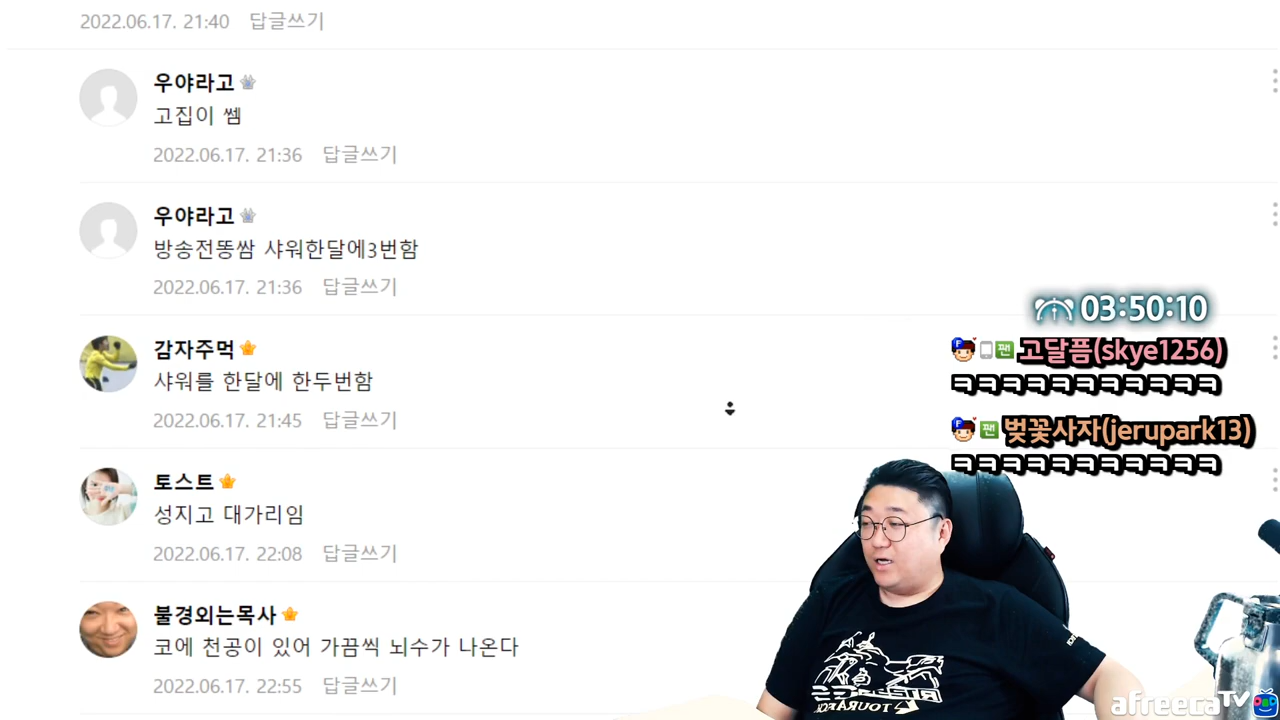 2022.06.17. 21:40 답글쓰기
우야라고
고집이 쎔
2022.06.17. 21:36 답글쓰기
우야라고
방송전똥쌈 샤워한달에3번함
2022.06.17. 21:36 답글쓰기
감자주먹
샤워를 한달에 한두번함
2022.06.17. 21:45 답글쓰기
토스트
성지고 대가리임
2022.06.17. 22:08 답글쓰기
불경외는목사
코에 천공이 있어 가끔씩 뇌수가 나온다
2022.06.17. 22:55 답글쓰기
03:50:10
F 팬 고달픔(skye1256)
ㅋㅋㅋㅋㅋㅋㅋㅋㅋㅋㅋ
F 팬 벚꽃사자(jerupark13)
ㅋㅋㅋㅋㅋㅋㅋㅋㅋㅋㅋ
TOURA
afreecaTV